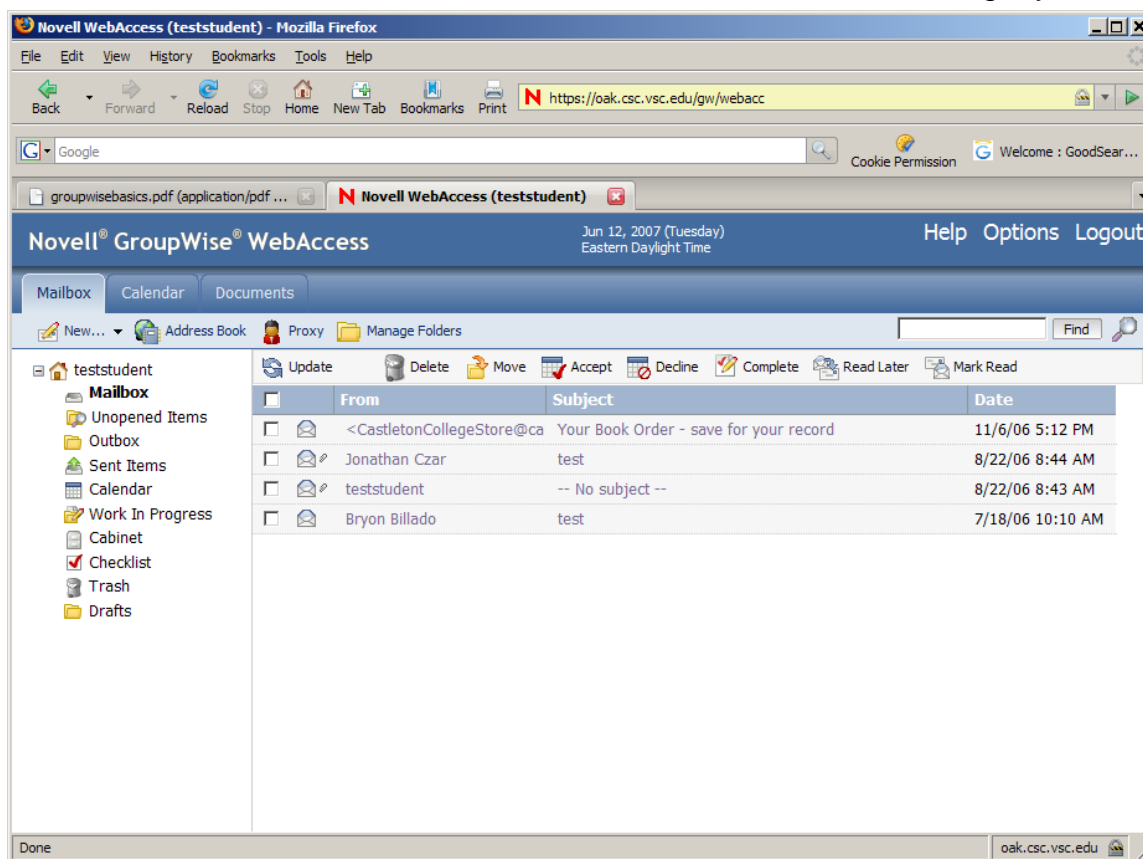 Novell WebAccess (teststudent) - Mozilla Firefox
File Edit View History Bookmarks Tools Help
Back Forward Reload Stop Home New Tab Bookmarks Print N https://oak.csc.vsc.edu/gw/webacc
G Google Cookie Permission G Welcome : GoodSear...
groupwisebasics.pdf (application/pdf ... N Novell WebAccess (teststudent)
Novell® GroupWise® WebAccess Jun 12, 2007 (Tuesday) Help Options Logout
Eastern Daylight Time
Mailbox Calendar Documents
New... Address Book Proxy Manage Folders Find
teststudent Update Delete Move Accept Decline Complete Read Later Mark Read
Mailbox From Subject Date
Unopened Items <CastletonCollegeStore@ca Your Book Order - save for your record 11/6/06 5:12 PM
Outbox Jonathan Czar test 8/22/06 8:44 AM
Sent Items
Calendar teststudent -- No subject -- 8/22/06 8:43 AM
Work In Progress Bryon Billado test 7/18/06 10:10 AM
Cabinet
Checklist
Trash
Drafts
Done oak.csc.vsc.edu